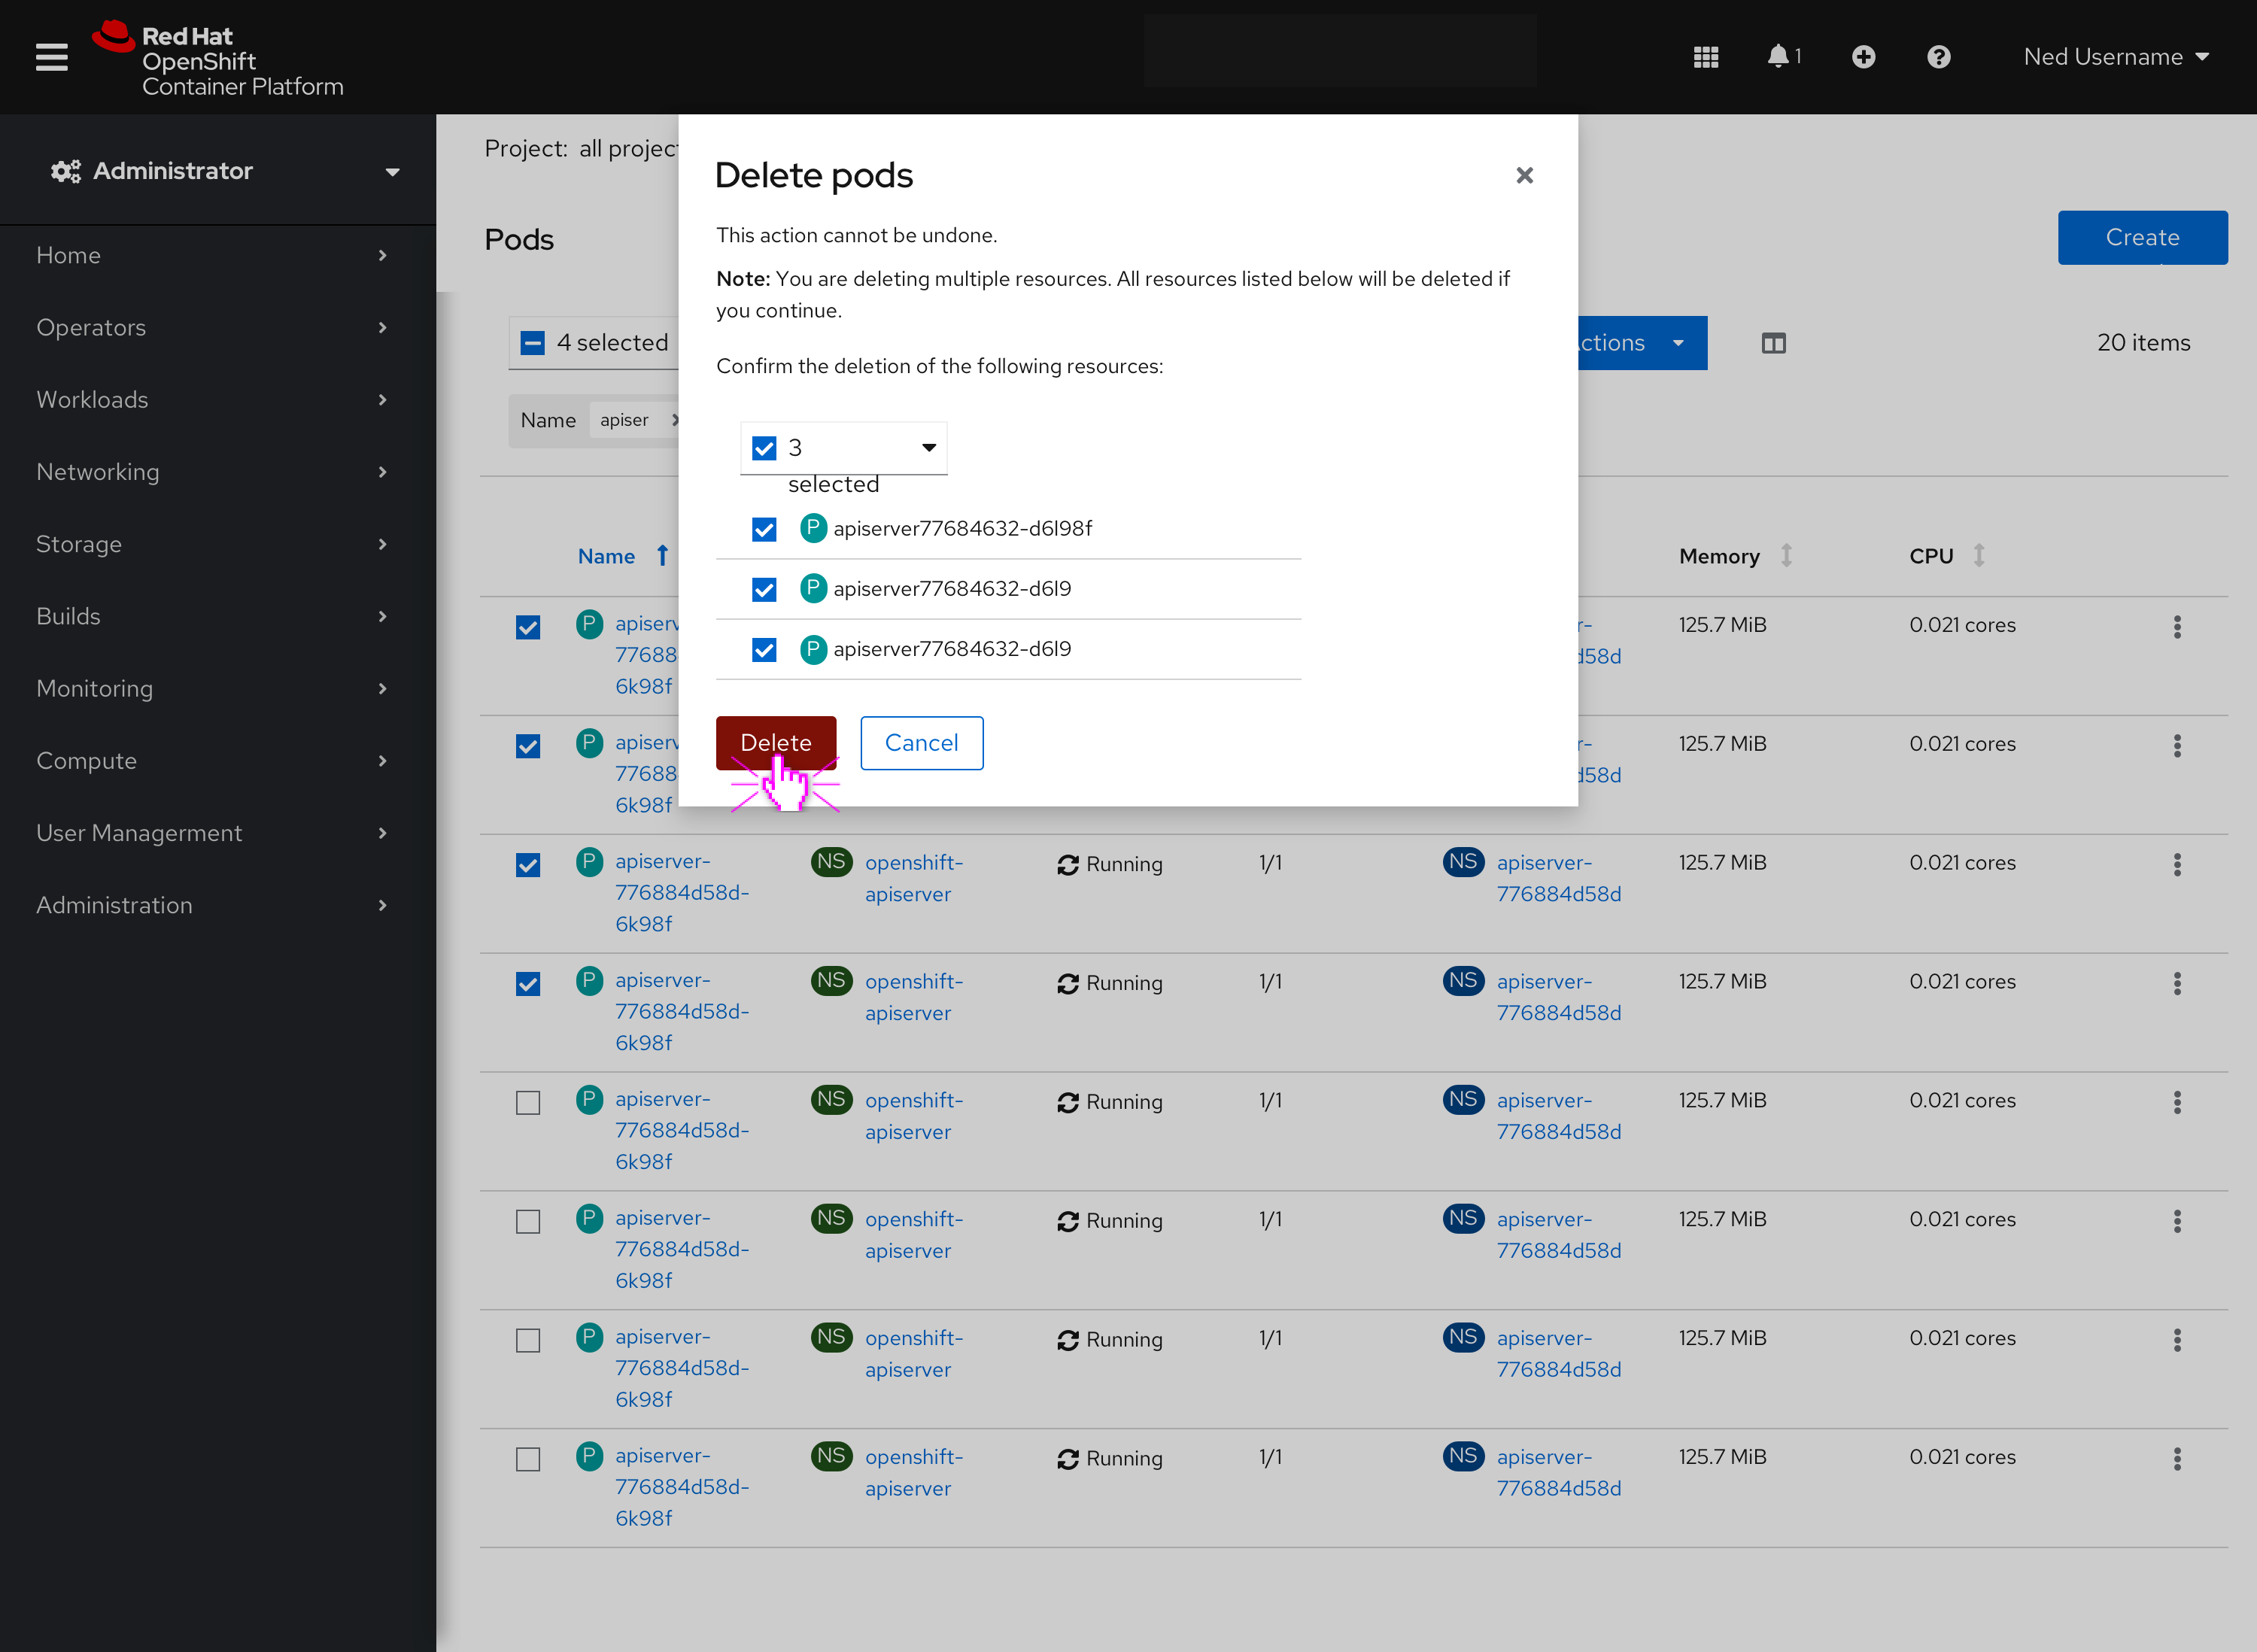 Red Hat
OpenShift
Container Platform
1
Ned Username
Administrator
Home
Operators
Workloads
Networking
Storage
Builds
Monitoring
Compute
User Managerment
Administration
Project: all project
Pods
Create
4 selected
Actions
20 items
Name apiser
Delete pods
This action cannot be undone.
Note: You are deleting multiple resources. All resources listed below will be deleted if
you continue.
Confirm the deletion of the following resources:
3
selected
P apiserver77684632-d6l98f
P apiserver77684632-d6l9
P apiserver77684632-d6l9
Delete Cancel
Name Memory CPU
P apiserv r- 125.7 MiB 0.021 cores
77688 d58d
6k98f
P apiserv r- 125.7 MiB 0.021 cores
77688 d58d
6k98f
P apiserver- NS openshift- Running 1/1 NS apiserver- 125.7 MiB 0.021 cores
776884d58d- apiserver 776884d58d
6k98f
P apiserver- NS openshift- Running 1/1 NS apiserver- 125.7 MiB 0.021 cores
776884d58d- apiserver 776884d58d
6k98f
P apiserver- NS openshift- Running 1/1 NS apiserver- 125.7 MiB 0.021 cores
776884d58d- apiserver 776884d58d
6k98f
P apiserver- NS openshift- Running 1/1 NS apiserver- 125.7 MiB 0.021 cores
776884d58d- apiserver 776884d58d
6k98f
P apiserver- NS openshift- Running 1/1 NS apiserver- 125.7 MiB 0.021 cores
776884d58d- apiserver 776884d58d
6k98f
P apiserver- NS openshift- Running 1/1 NS apiserver- 125.7 MiB 0.021 cores
776884d58d- apiserver 776884d58d
6k98f